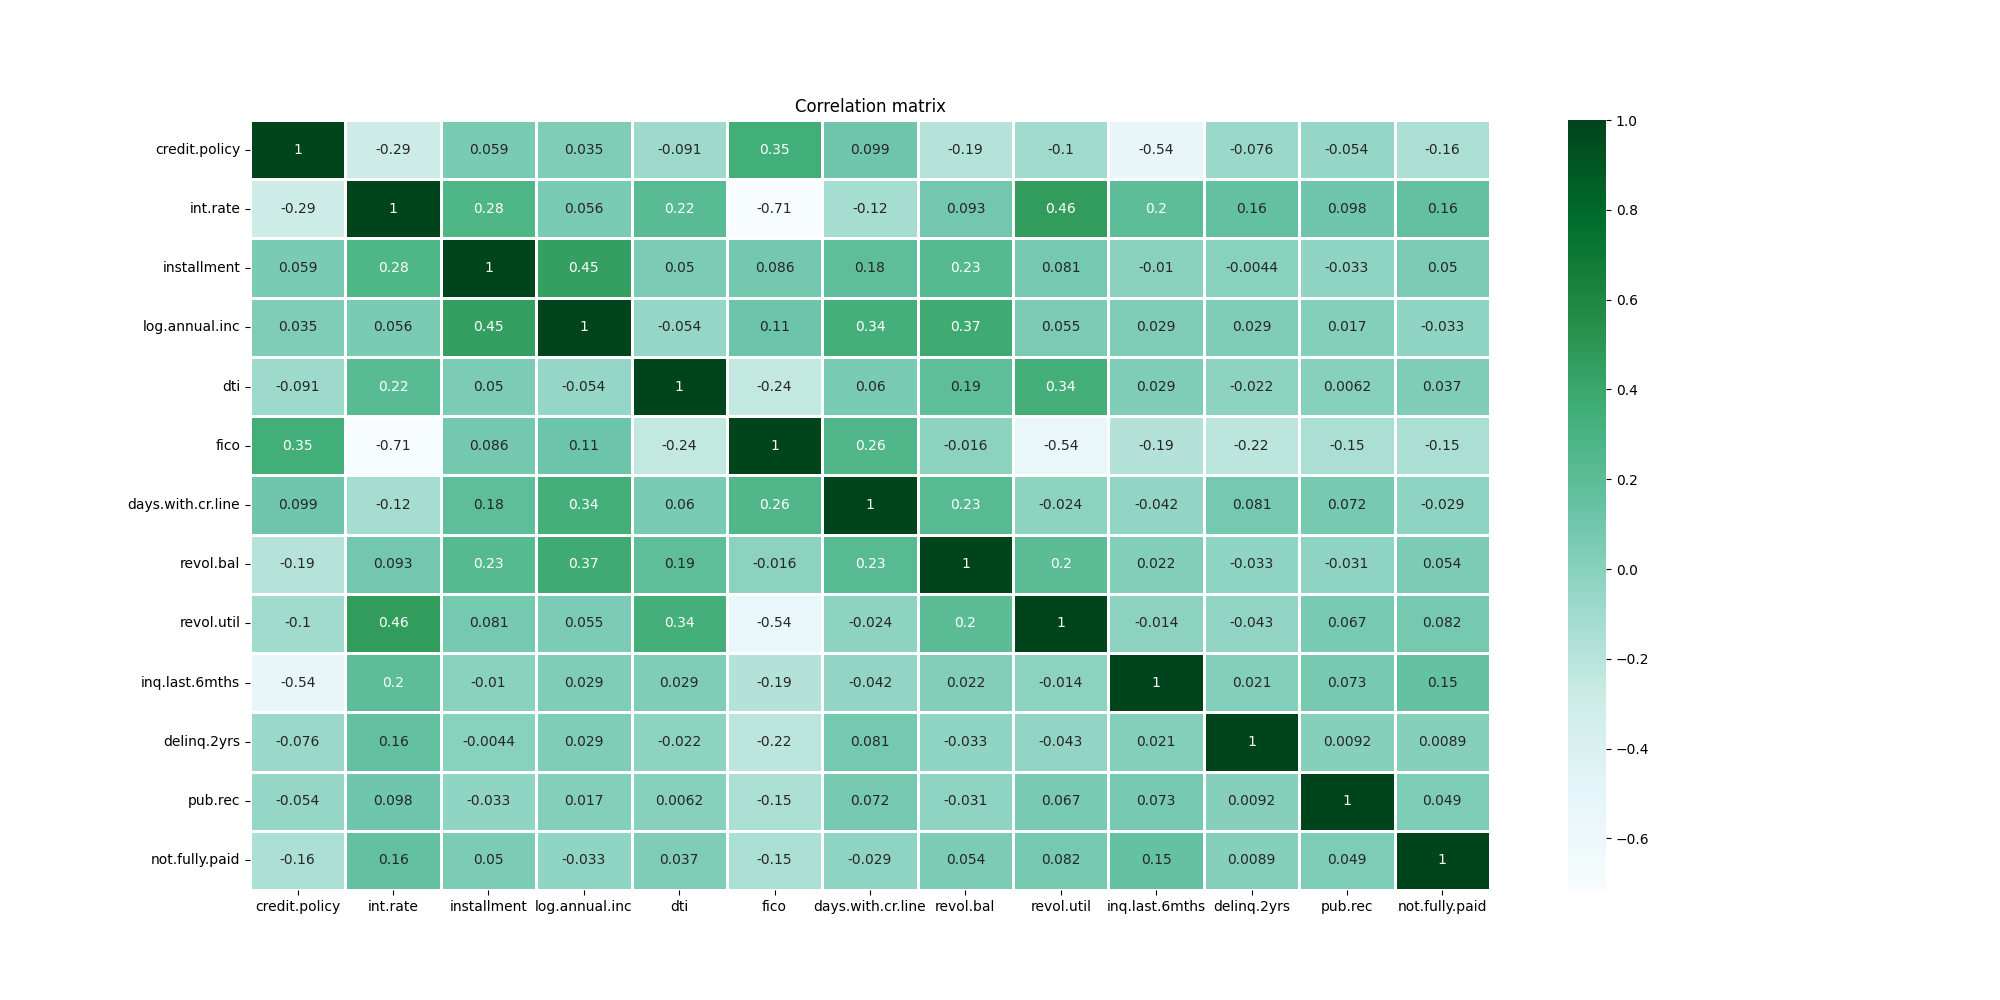 Correlation matrix
credit.policy 1 -0.29 0.059 0.035 -0.091 0.35 0.099 -0.19 -0.1 -0.54 -0.076 -0.054 -0.16
int.rate -0.29 1 0.28 0.056 0.22 -0.71 -0.12 0.093 0.46 0.2 0.16 0.098 0.16
installment 0.059 0.28 1 0.45 0.05 0.086 0.18 0.23 0.081 -0.01 -0.0044 -0.033 0.05
log.annual.inc 0.035 0.056 0.45 1 -0.054 0.11 0.34 0.37 0.055 0.029 0.029 0.017 -0.033
dti -0.091 0.22 0.05 -0.054 1 -0.24 0.06 0.19 0.34 0.029 -0.022 0.0062 0.037
fico 0.35 -0.71 0.086 0.11 -0.24 1 0.26 -0.016 -0.54 -0.19 -0.22 -0.15 -0.15
days.with.cr.line 0.099 -0.12 0.18 0.34 0.06 0.26 1 0.23 -0.024 -0.042 0.081 0.072 -0.029
revol.bal -0.19 0.093 0.23 0.37 0.19 -0.016 0.23 1 0.2 0.022 -0.033 -0.031 0.054
revol.util -0.1 0.46 0.081 0.055 0.34 -0.54 -0.024 0.2 1 -0.014 -0.043 0.067 0.082
inq.last.6mths -0.54 0.2 -0.01 0.029 0.029 -0.19 -0.042 0.022 -0.014 1 0.021 0.073 0.15
delinq.2yrs -0.076 0.16 -0.0044 0.029 -0.022 -0.22 0.081 -0.033 -0.043 0.021 1 0.0092 0.0089
pub.rec -0.054 0.098 -0.033 0.017 0.0062 -0.15 0.072 -0.031 0.067 0.073 0.0092 1 0.049
not.fully.paid -0.16 0.16 0.05 -0.033 0.037 -0.15 -0.029 0.054 0.082 0.15 0.0089 0.049 1
credit.policy int.rate installment log.annual.inc dti fico days.with.cr.line revol.bal revol.util inq.last.6mths delinq.2yrs pub.rec not.fully.paid
1.0
0.8
0.6
0.4
0.2
0.0
−0.2
−0.4
−0.6